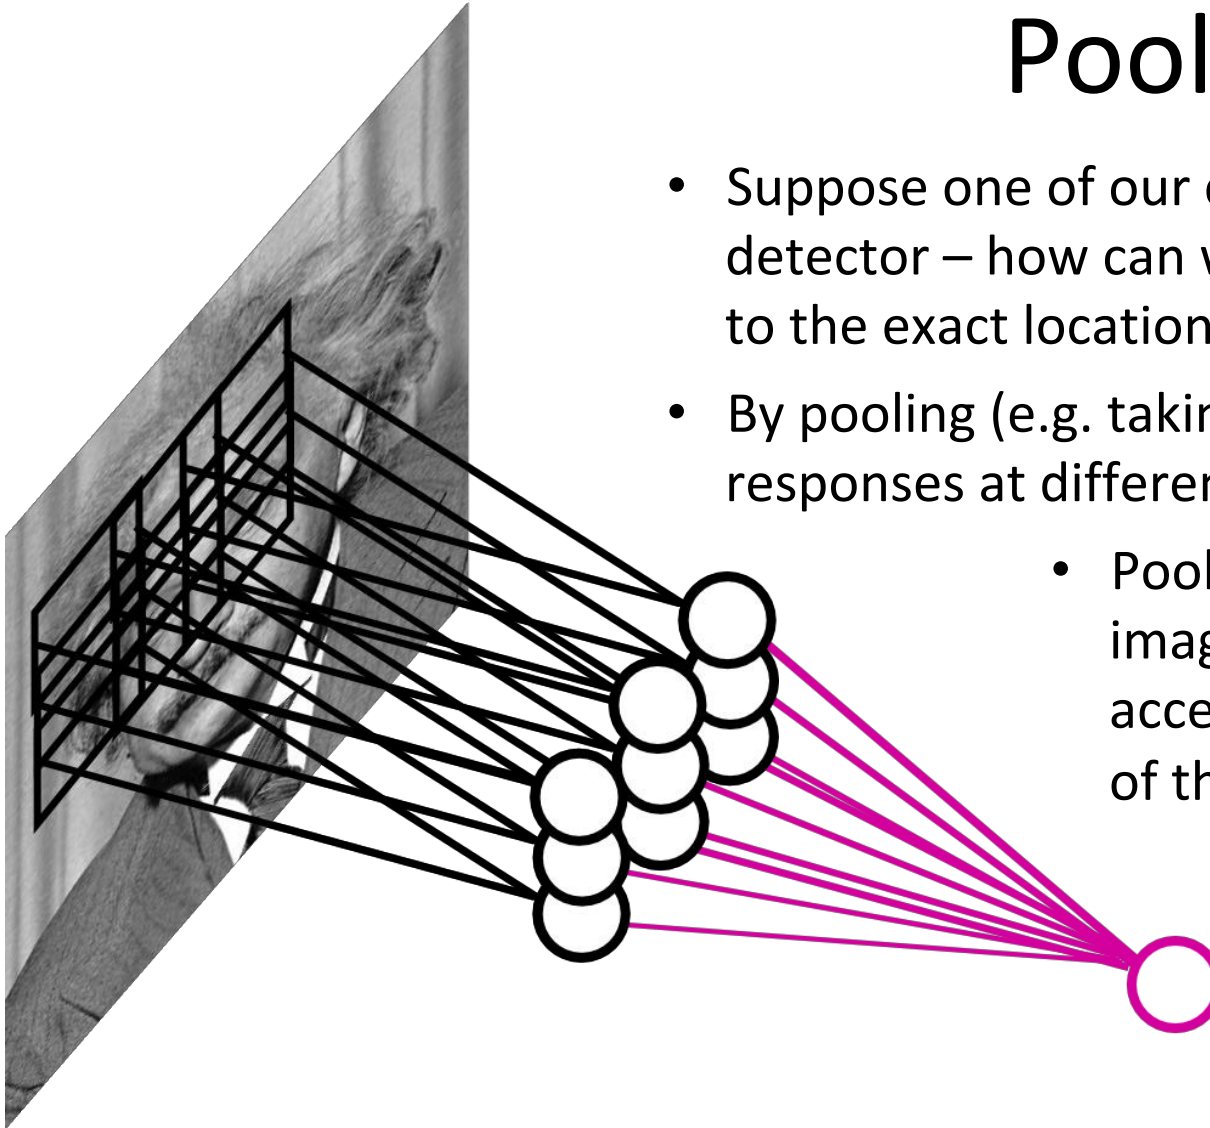 Pool
• Suppose one of our
detector – how can
to the exact location
• By pooling (e.g. takin
responses at differen
• Pool
imag
acce
of th